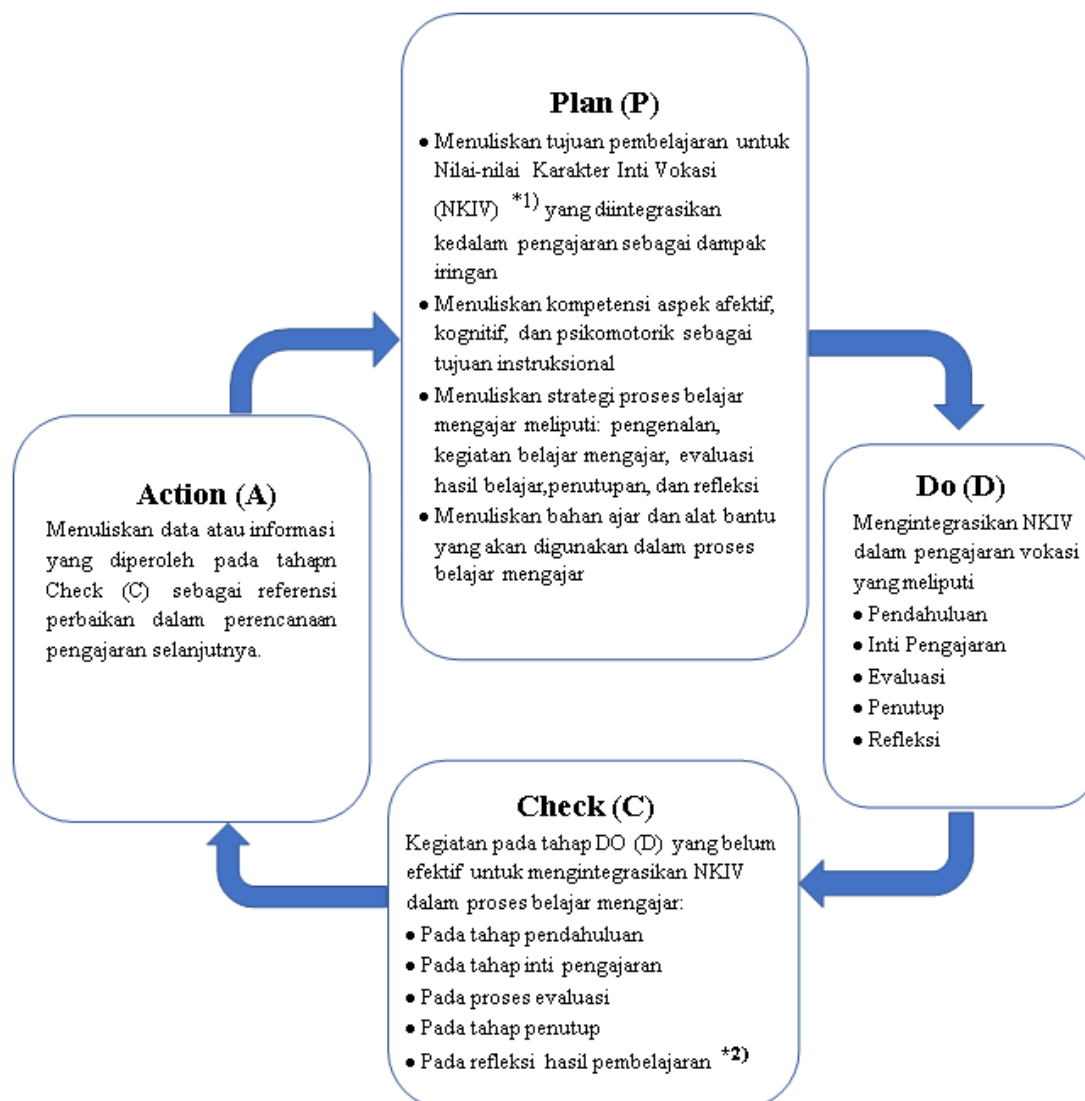 Plan (P)
● Menuliskan tujuan pembelajaran untuk
Nilai-nilai Karakter Inti Vokasi
(NKIV) *1) yang diintegrasikan
kedalam pengajaran sebagai dampak
iringan
● Menuliskan kompetensi aspek afektif,
kognitif, dan psikomotorik sebagai
tujuan instruksional
● Menuliskan strategi proses belajar
mengajar meliputi: pengenalan,
kegiatan belajar mengajar, evaluasi
hasil belajar,penutupan, dan refleksi
● Menuliskan bahan ajar dan alat bantu
yang akan digunakan dalam proses
belajar mengajar
Do (D)
Mengintegrasikan NKIV
dalam pengajaran vokasi
yang meliputi
● Pendahuluan
● Inti Pengajaran
● Evaluasi
● Penutup
● Refleksi
Check (C)
Kegiatan pada tahap DO (D) yang belum
efektif untuk mengintegrasikan NKIV
dalam proses belajar mengajar:
● Pada tahap pendahuluan
● Pada tahap inti pengajaran
● Pada proses evaluasi
● Pada tahap penutup
● Pada refleksi hasil pembelajaran *2)
Action (A)
Menuliskan data atau informasi
yang diperoleh pada tahapn
Check (C) sebagai referensi
perbaikan dalam perencanaan
pengajaran selanjutnya.